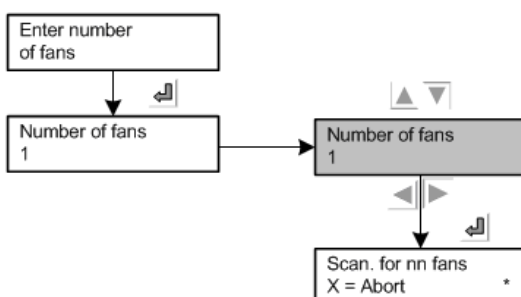 Enter number
of fans
Number of fans
1
Number of fans
1
Scan. for nn fans
X = Abort *